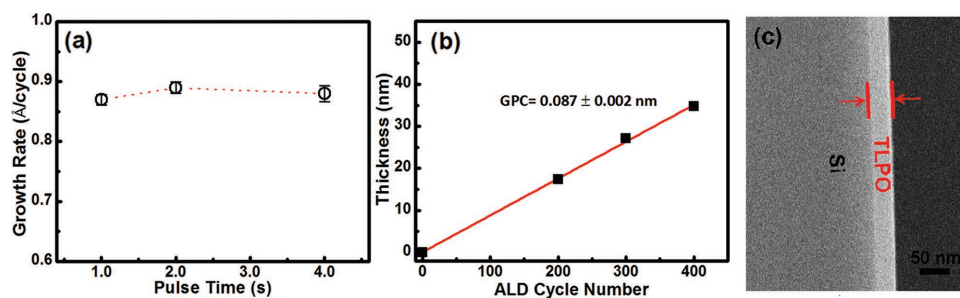 (a)
Growth Rate (Å/cycle)
1.0
0.9
0.8
0.7
0.6
1.0 2.0 3.0 4.0
Pulse Time (s)
(b)
Thickness (nm)
50
40
30
20
10
0
GPC= 0.087 ± 0.002 nm
0 100 200 300 400
ALD Cycle Number
(c)
Si
TLPO
50 nm